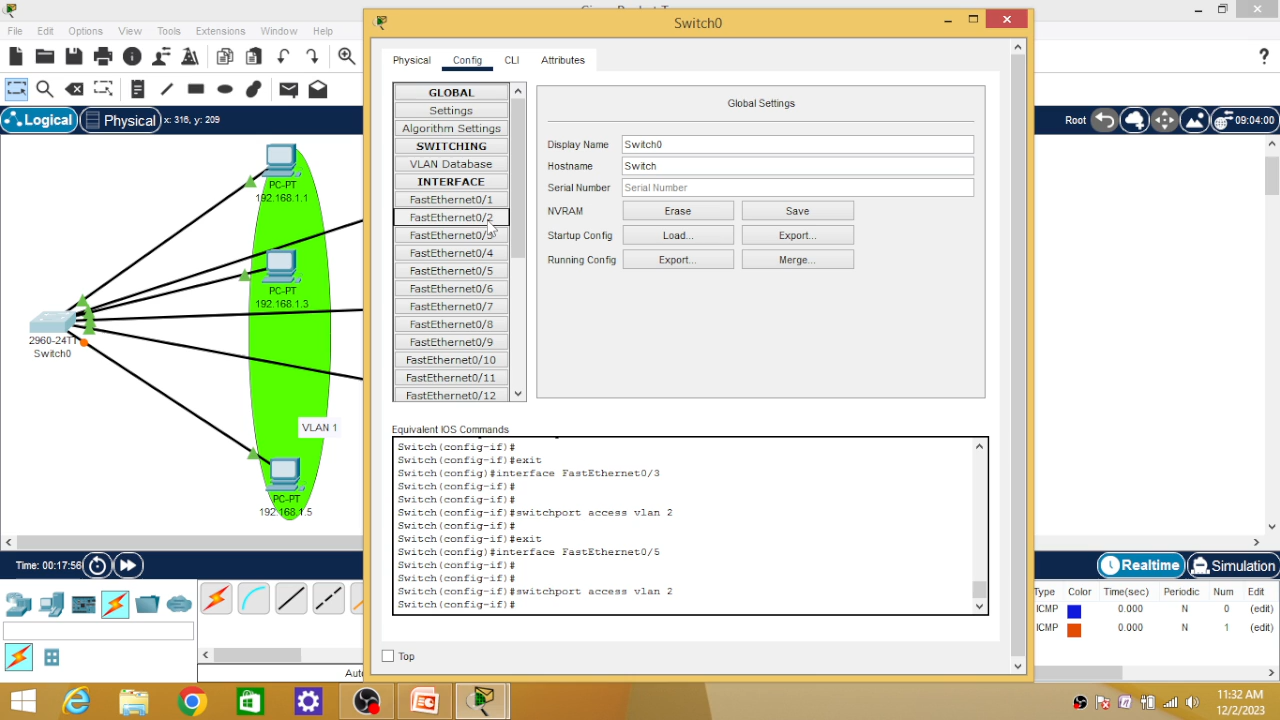 Switch0
File Edit Options View Tools Extensions Window Help
Physical Config CLI Attributes
?
Logical Physical x: 316, y: 209
Root 09:04:00
PC-PT
192.168.1.1
PC-PT
192.168.1.3
2960-24TT
Switch0
VLAN 1
PC-PT
192.168.1.5
GLOBAL
Settings
Algorithm Settings
SWITCHING
VLAN Database
INTERFACE
FastEthernet0/1
FastEthernet0/2
FastEthernet0/3
FastEthernet0/4
FastEthernet0/5
FastEthernet0/6
FastEthernet0/7
FastEthernet0/8
FastEthernet0/9
FastEthernet0/10
FastEthernet0/11
FastEthernet0/12
Global Settings
Display Name Switch0
Hostname Switch
Serial Number Serial Number
NVRAM Erase Save
Startup Config Load... Export...
Running Config Export... Merge...
Equivalent IOS Commands
Switch(config-if)#
Switch(config-if)#exit
Switch(config)#interface FastEthernet0/3
Switch(config-if)#
Switch(config-if)#
Switch(config-if)#switchport access vlan 2
Switch(config-if)#
Switch(config-if)#exit
Switch(config)#interface FastEthernet0/5
Switch(config-if)#
Switch(config-if)#
Switch(config-if)#switchport access vlan 2
Switch(config-if)#
Top
Time: 00:17:56
Realtime Simulation
Type Color Time(sec) Periodic Num Edit
ICMP 0.000 N 0 (edit)
ICMP 0.000 N 1 (edit)
11:32 AM
12/2/2023